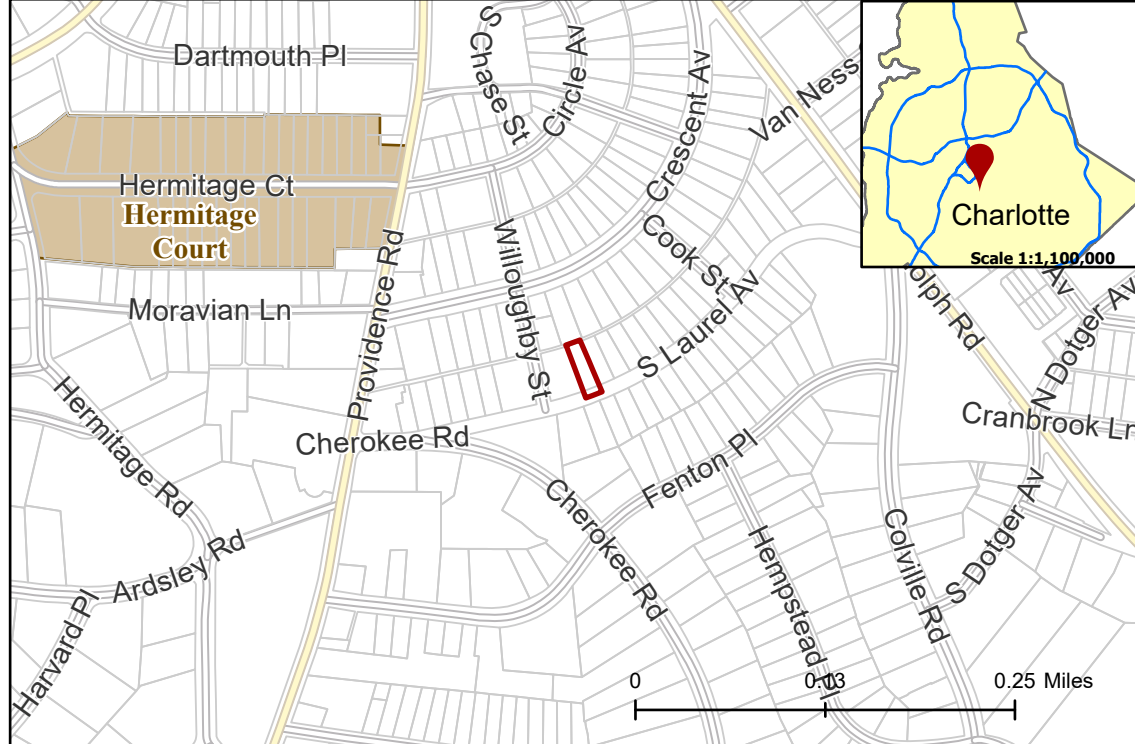 Dartmouth Pl
S Chase St
Circle Av
Crescent Av
Van Ness
Charlotte
Scale 1:1,100,000
Hermitage Ct
Hermitage
Court
Providence Rd
Willoughby St
Cook St
S Laurel Av
Moravian Ln
olph Rd
Av
N Dotger Av
Cranbrook Ln
Hermitage Rd
Cherokee Rd
Fenton Pl
Cherokee Rd
Ardsley Rd
Harvard Pl
Hempstead Pl
Colville Rd
S Dotger Av
0
0.13
0.25 Miles